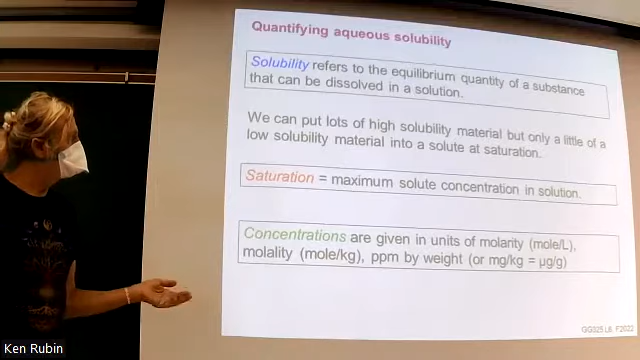 Quantifying aqueous solubility
Solubility refers to the equilibrium quantity of a substance
that can be dissolved in a solution.
We can put lots of high solubility material but only a little of a
low solubility material into a solute at saturation.
Saturation = maximum solute concentration in solution.
Concentrations are given in units of molarity (mole/L),
molality (mole/kg), ppm by weight (or mg/kg = µg/g)
GG325 L8, F2022
Ken Rubin